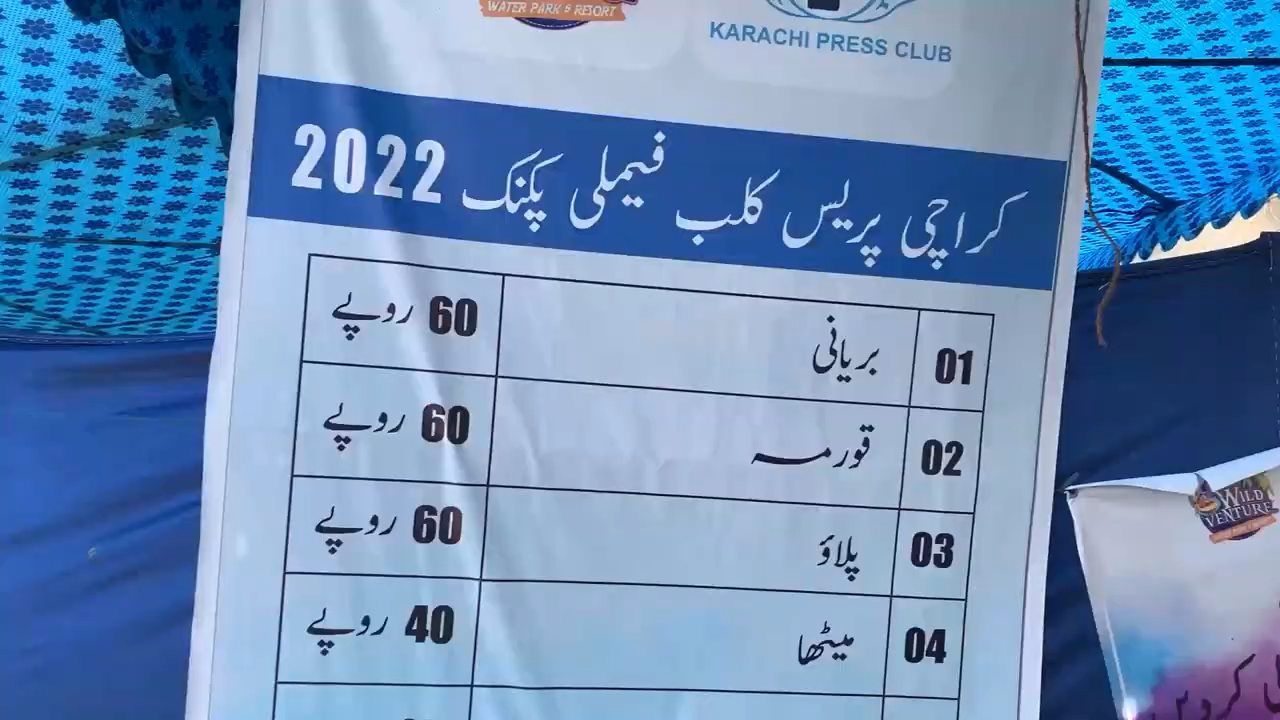 WATER PARK & RESORT
KARACHI PRESS CLUB
کراچی پریس کلب فیملی پکنک 2022
01 بریانی 60 روپے
02 قورمہ 60 روپے
03 پلاؤ 60 روپے
04 میٹھا 40 روپے
WILD
VENTURE
کردیں